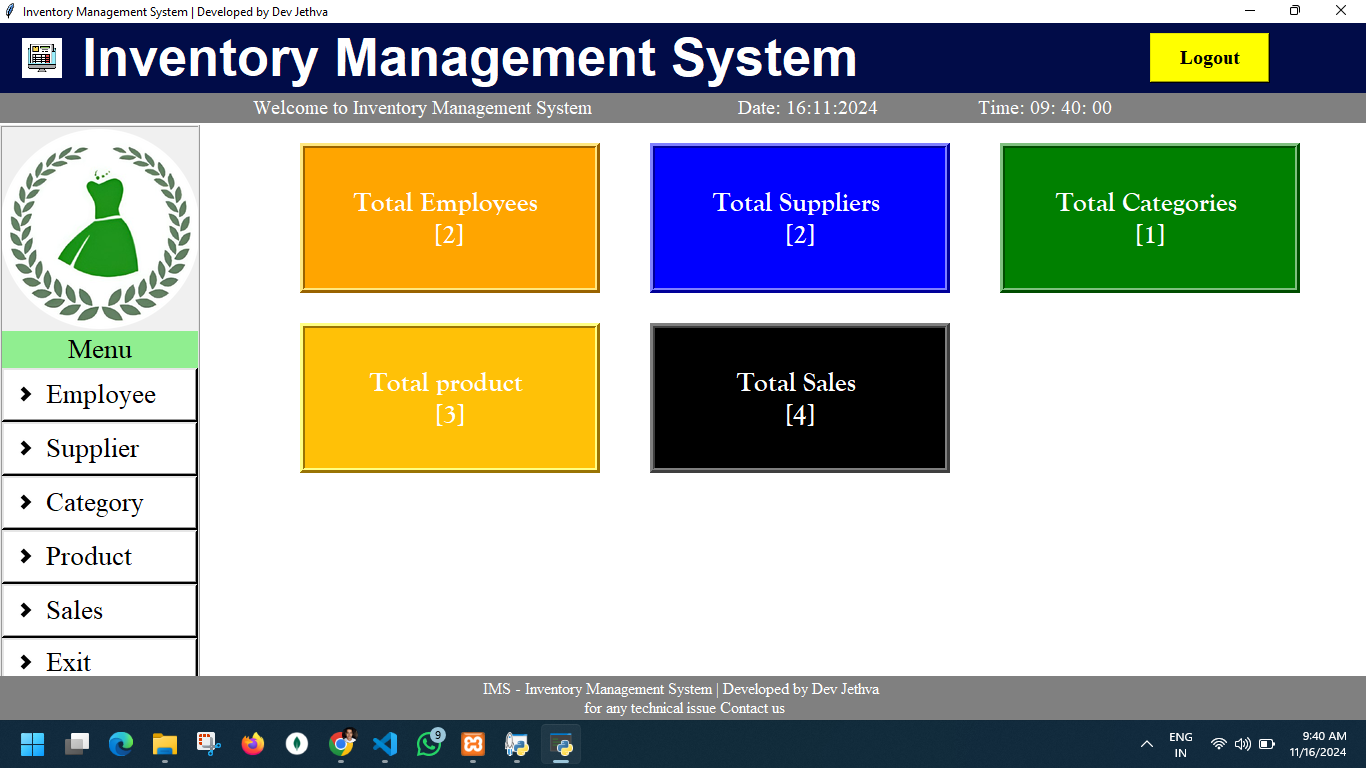 Inventory Management System | Developed by Dev Jethva
Inventory Management System
Logout
Welcome to Inventory Management System
Date: 16:11:2024
Time: 09: 40: 00
Total Employees
[2]
Total Suppliers
[2]
Total Categories
[1]
Total product
[3]
Total Sales
[4]
Menu
Employee
Supplier
Category
Product
Sales
Exit
IMS - Inventory Management System | Developed by Dev Jethva
for any technical issue Contact us
9
ENG
IN
9:40 AM
11/16/2024